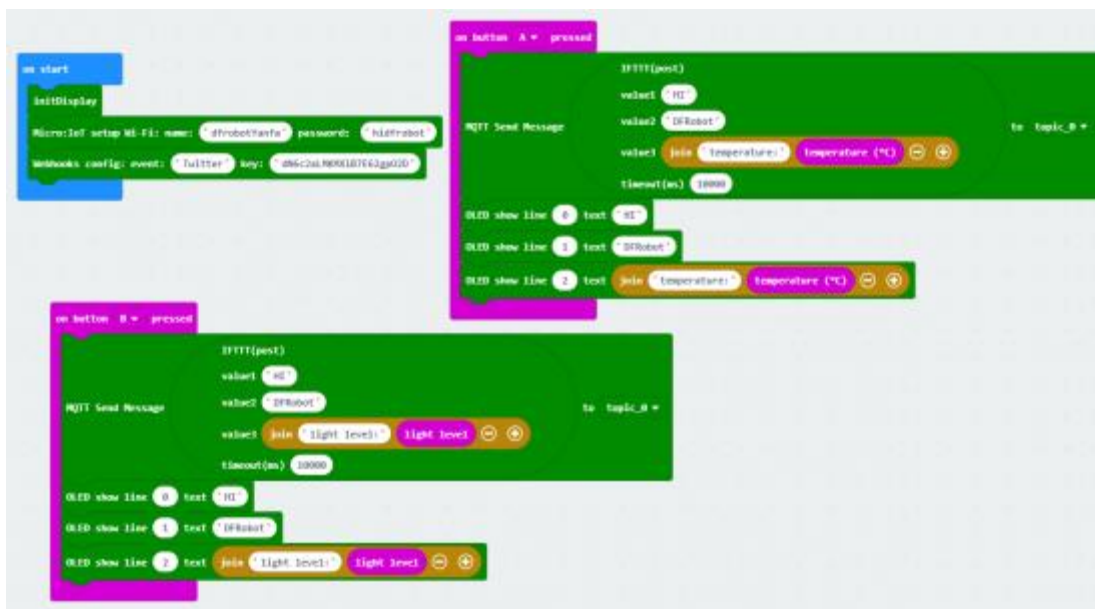 on start
initDisplay
Micro:IoT setup Wi-Fi: name: "dfrobotYanfa" password: "hidfrobot"
Webhooks config: event: "Twitter" key:
on button A pressed
MQTT Send Message
IFTTT(post)
value1 "HI"
value2 "DFRobot"
value3 join "temperature:" temperature (°C)
timeout(ms) 10000
to topic_0
OLED show line 0 text "HI"
OLED show line 1 text "DFRobot"
OLED show line 2 text join "temperature:" temperature (°C)
on button B pressed
MQTT Send Message
IFTTT(post)
value1 "HI"
value2 "DFRobot"
value3 join "light level:" light level
timeout(ms) 10000
to topic_0
OLED show line 0 text "HI"
OLED show line 1 text "DFRobot"
OLED show line 2 text join "light level:" light level